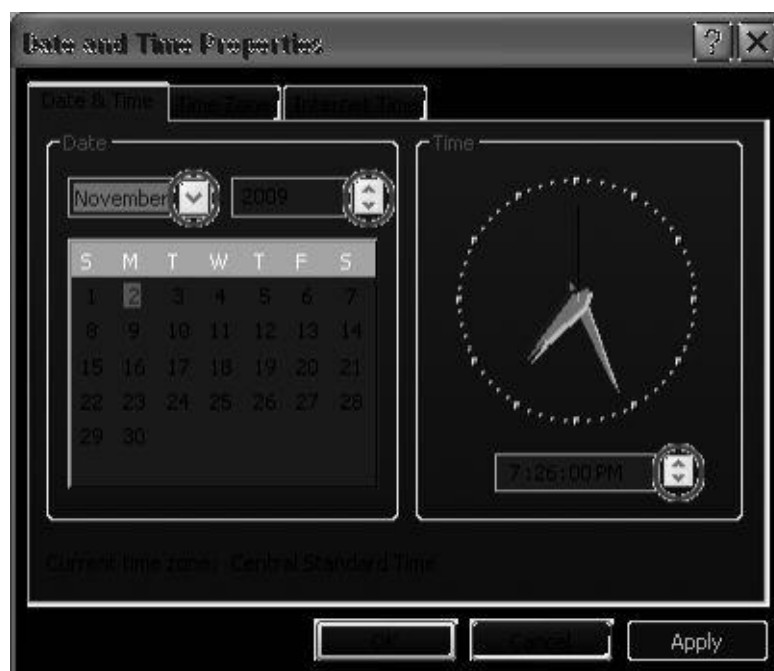 Date and Time Properties
Date & Time Time Zone Internet Time
Date
Time
November 2009
S M T W T F S
1 2 3 4 5 6 7
8 9 10 11 12 13 14
15 16 17 18 19 20 21
22 23 24 25 26 27 28
29 30
7:26:00 PM
Current time zone: Central Standard Time
OK Cancel Apply